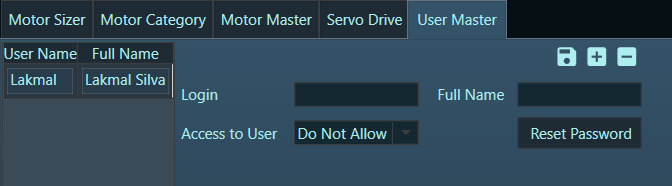 Motor Sizer Motor Category Motor Master Servo Drive User Master
User Name Full Name
Lakmal Lakmal Silva
Login Full Name
Access to User Do Not Allow Reset Password